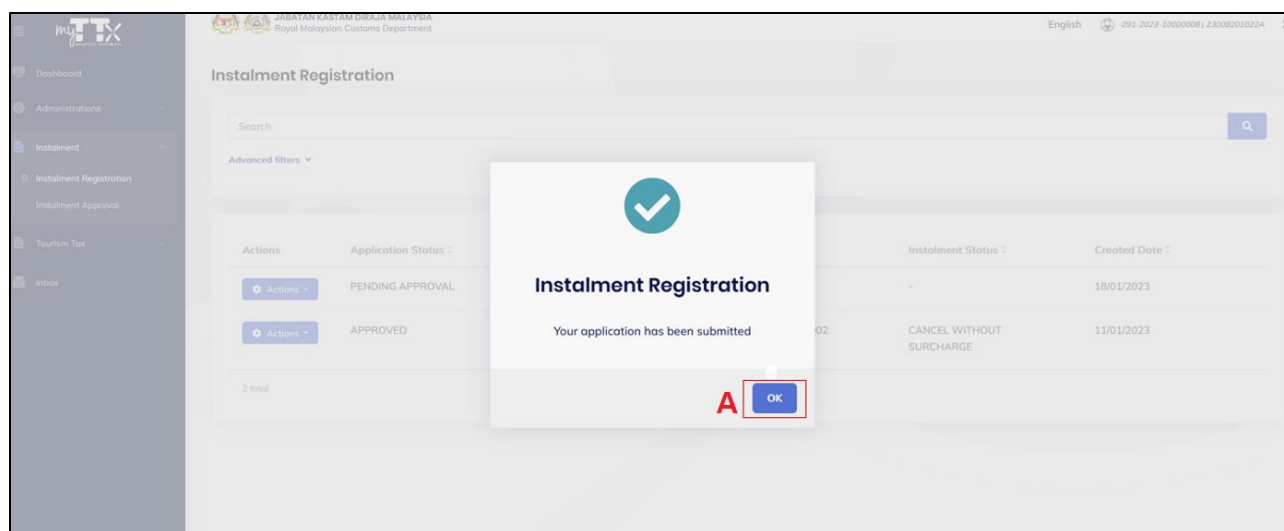 myTTX
JABATAN KASTAM DIRAJA MALAYSIA
Royal Malaysian Customs Department
English 091-2023-10000008 | 23008201022A
Dashboard
Administrations
Instalment
Instalment Registration
Instalment Approval
Tourism Tax
Inbox
Instalment Registration
Search
Advanced filters
Actions Application Status Instalment Status Created Date
Actions PENDING APPROVAL - 18/01/2023
Actions APPROVED 02 CANCEL WITHOUT 11/01/2023
SURCHARGE
2 total
Instalment Registration
Your application has been submitted
A OK